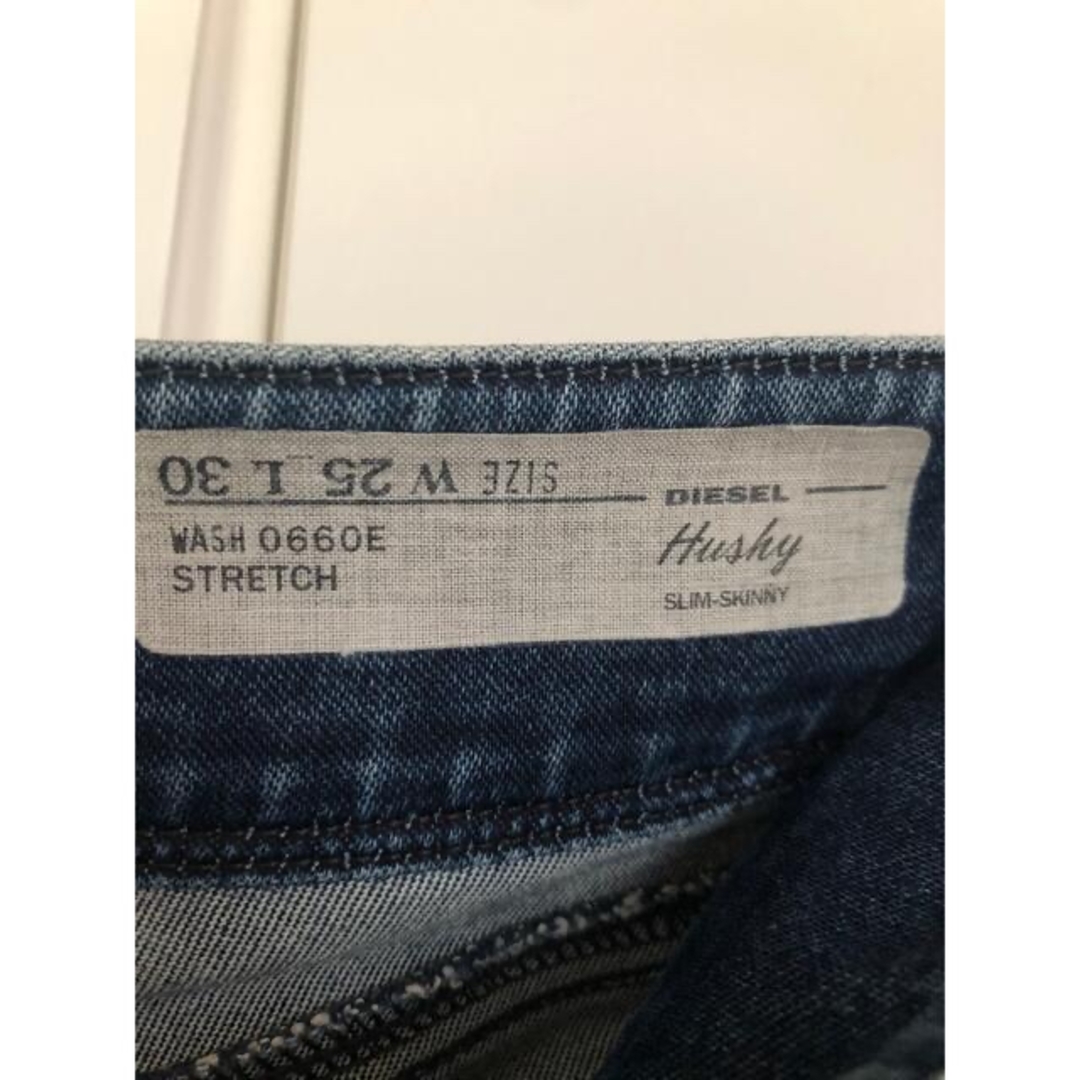 SIZE W 25 L 30
WASH 0660E
STRETCH
DIESEL
Hushy
SLIM-SKINNY